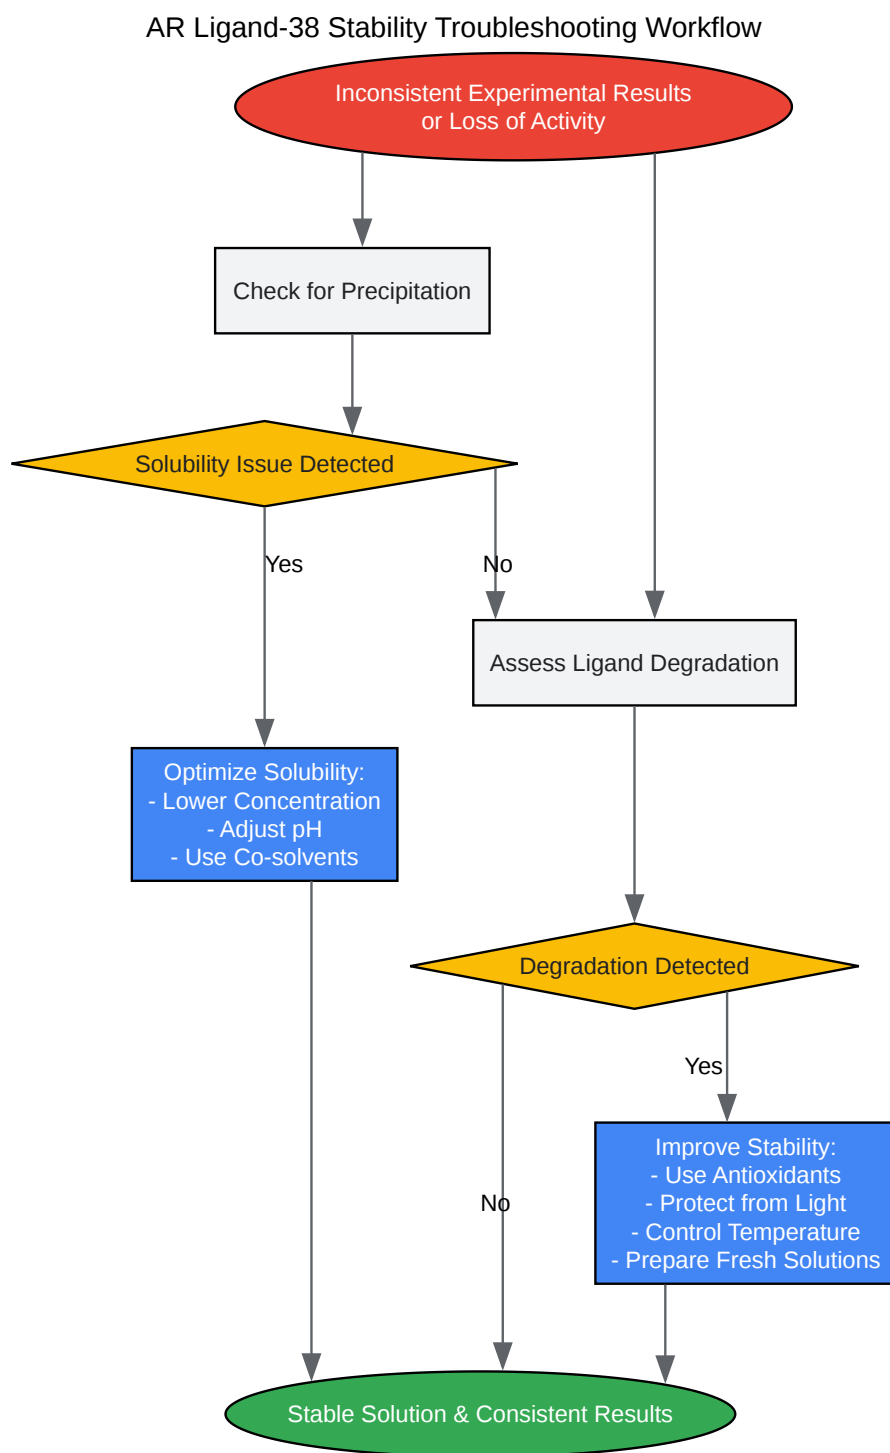 AR Ligand-38 Stability Troubleshooting Workflow
Inconsistent Experimental Results
or Loss of Activity
Check for Precipitation
Solubility Issue Detected
Yes
No
Assess Ligand Degradation
Optimize Solubility:
- Lower Concentration
- Adjust pH
- Use Co-solvents
Degradation Detected
Yes
No
Improve Stability:
- Use Antioxidants
- Protect from Light
- Control Temperature
- Prepare Fresh Solutions
Stable Solution & Consistent Results